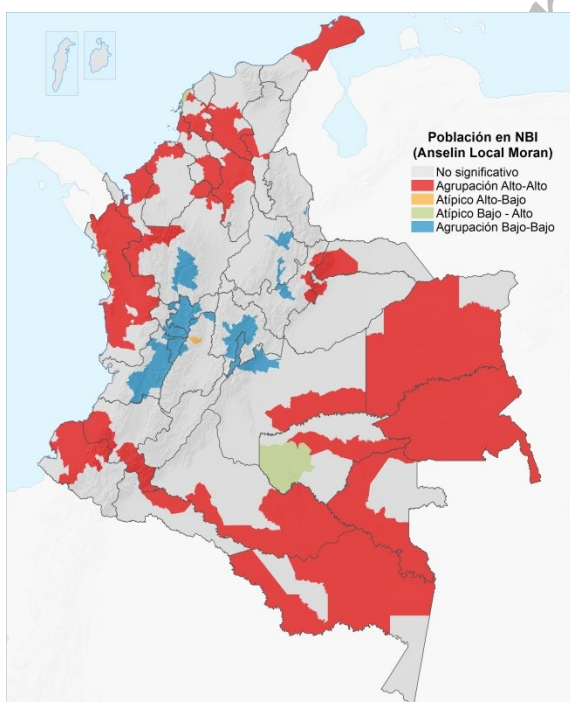 Población en NBI
(Anselin Local Moran)
No significativo
Agrupación Alto-Alto
Atípico Alto-Bajo
Atípico Bajo - Alto
Agrupación Bajo-Bajo